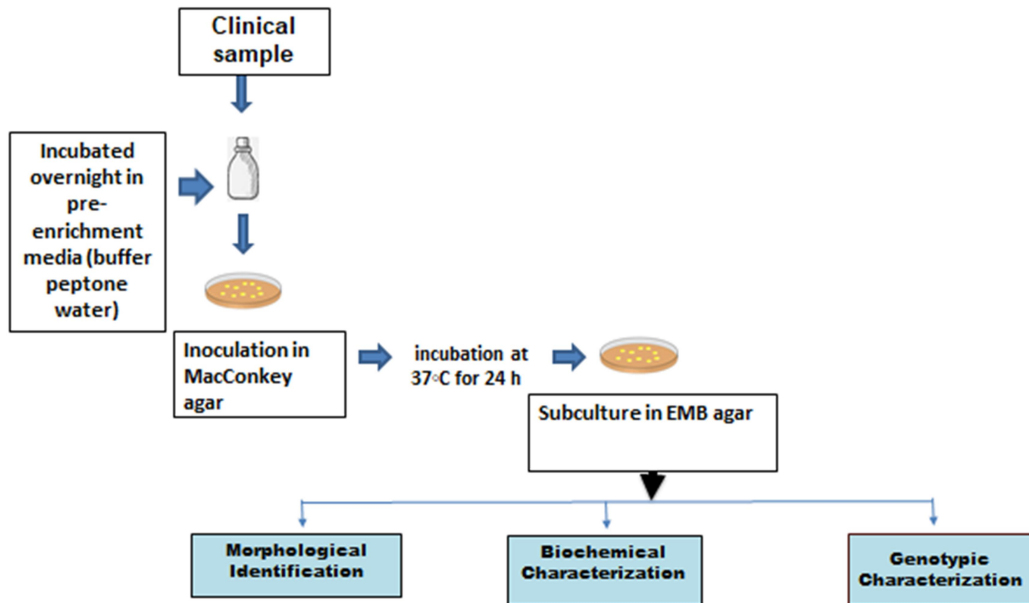 Clinical
sample
Incubated
overnight in
pre-
enrichment
media (buffer
peptone
water)
Inoculation in
MacConkey
agar
incubation at
37◦C for 24 h
Subculture in EMB agar
Morphological
Identification
Biochemical
Characterization
Genotypic
Characterization